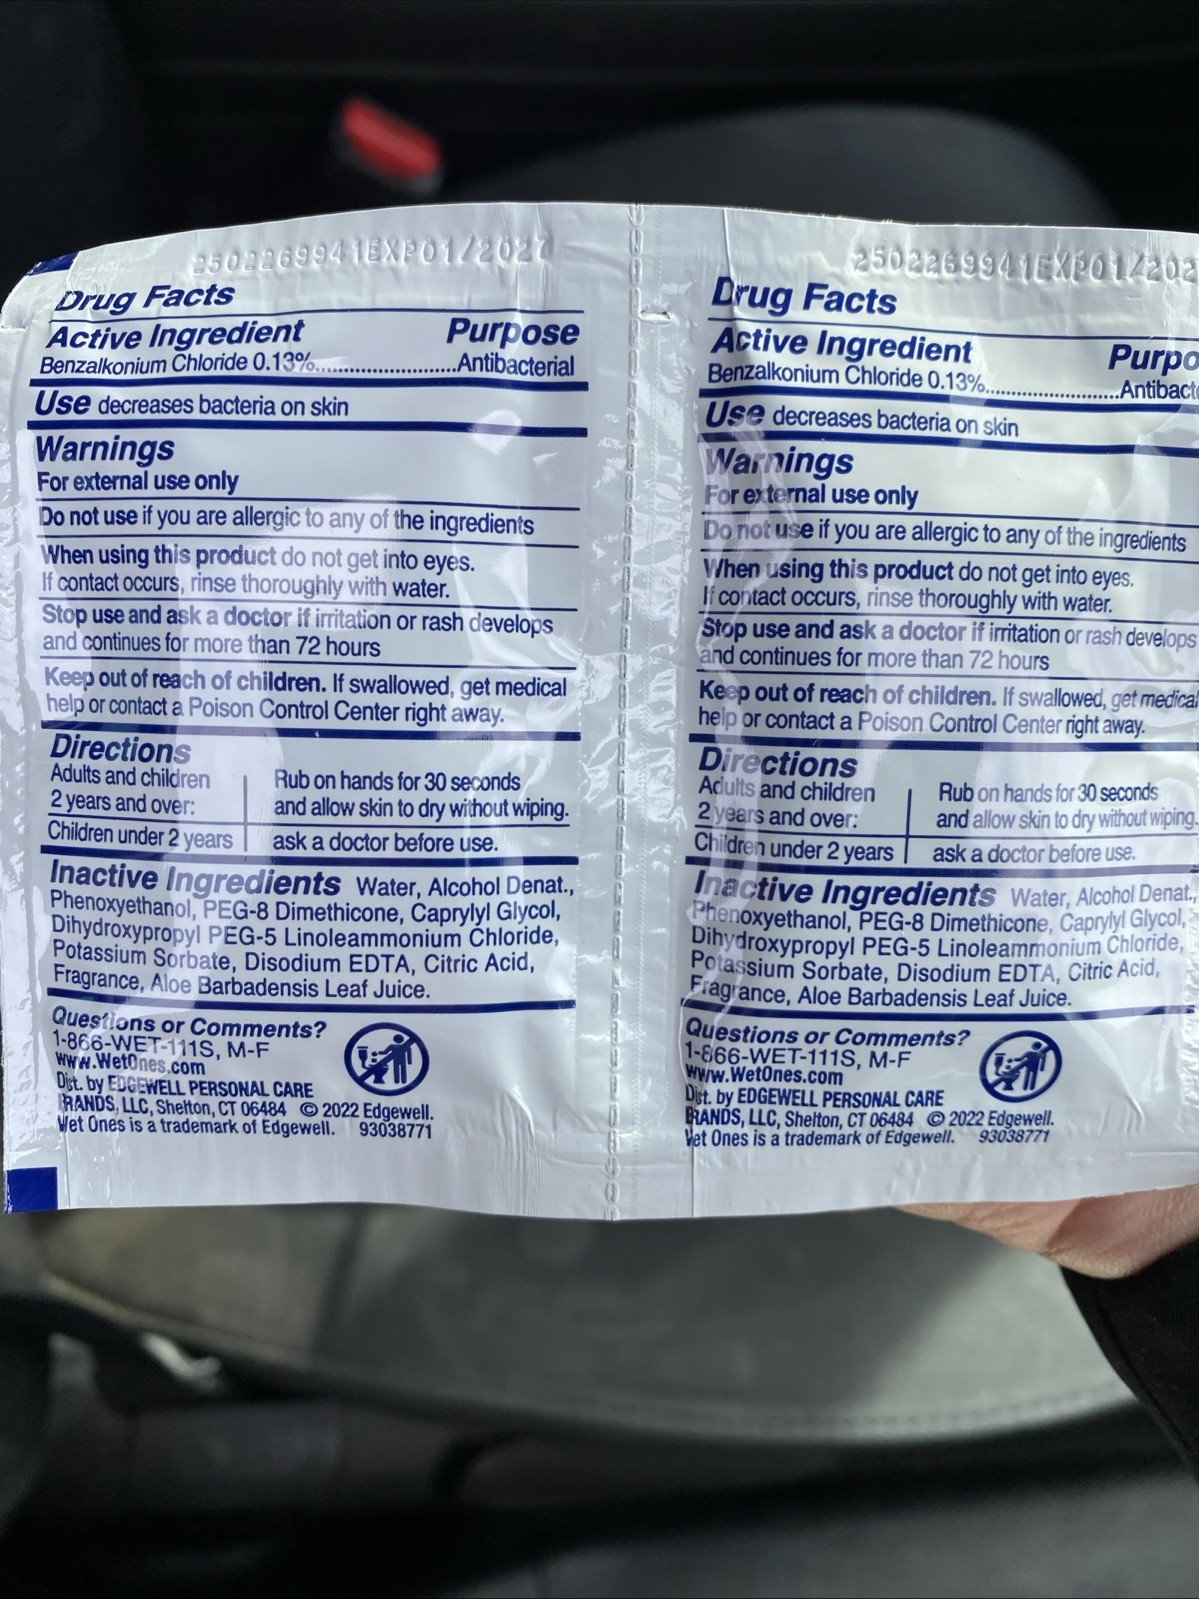 2502269941EXP01/2027
Drug Facts
Active Ingredient Purpose
Benzalkonium Chloride 0.13%..........................Antibacterial
Use decreases bacteria on skin
Warnings
For external use only
Do not use if you are allergic to any of the ingredients
When using this product do not get into eyes.
If contact occurs, rinse thoroughly with water.
Stop use and ask a doctor if irritation or rash develops
and continues for more than 72 hours
Keep out of reach of children. If swallowed, get medical
help or contact a Poison Control Center right away.
Directions
Adults and children
2 years and over:
Rub on hands for 30 seconds
and allow skin to dry without wiping.
Children under 2 years
ask a doctor before use.
Inactive Ingredients Water, Alcohol Denat.,
Phenoxyethanol, PEG-8 Dimethicone, Caprylyl Glycol,
Dihydroxypropyl PEG-5 Linoleammonium Chloride,
Potassium Sorbate, Disodium EDTA, Citric Acid,
Fragrance, Aloe Barbadensis Leaf Juice.
Questions or Comments?
1-866-WET-111S, M-F
www.WetOnes.com
Dist. by EDGEWELL PERSONAL CARE
BRANDS, LLC, Shelton, CT 06484 © 2022 Edgewell.
Wet Ones is a trademark of Edgewell. 93038771
2502269941EXP01/202
Drug Facts
Active Ingredient Purpo
Benzalkonium Chloride 0.13%..........................Antibact
Use decreases bacteria on skin
Warnings
For external use only
Do not use if you are allergic to any of the ingredients
When using this product do not get into eyes.
If contact occurs, rinse thoroughly with water.
Stop use and ask a doctor if irritation or rash develops
and continues for more than 72 hours
Keep out of reach of children. If swallowed, get medical
help or contact a Poison Control Center right away.
Directions
Adults and children
2 years and over:
Rub on hands for 30 seconds
and allow skin to dry without wiping.
Children under 2 years
ask a doctor before use.
Inactive Ingredients Water, Alcohol Denat.,
Phenoxyethanol, PEG-8 Dimethicone, Caprylyl Glycol,
Dihydroxypropyl PEG-5 Linoleammonium Chloride,
Potassium Sorbate, Disodium EDTA, Citric Acid,
Fragrance, Aloe Barbadensis Leaf Juice.
Questions or Comments?
1-866-WET-111S, M-F
www.WetOnes.com
Dist. by EDGEWELL PERSONAL CARE
BRANDS, LLC, Shelton, CT 06484 © 2022 Edgewell.
Wet Ones is a trademark of Edgewell. 93038771